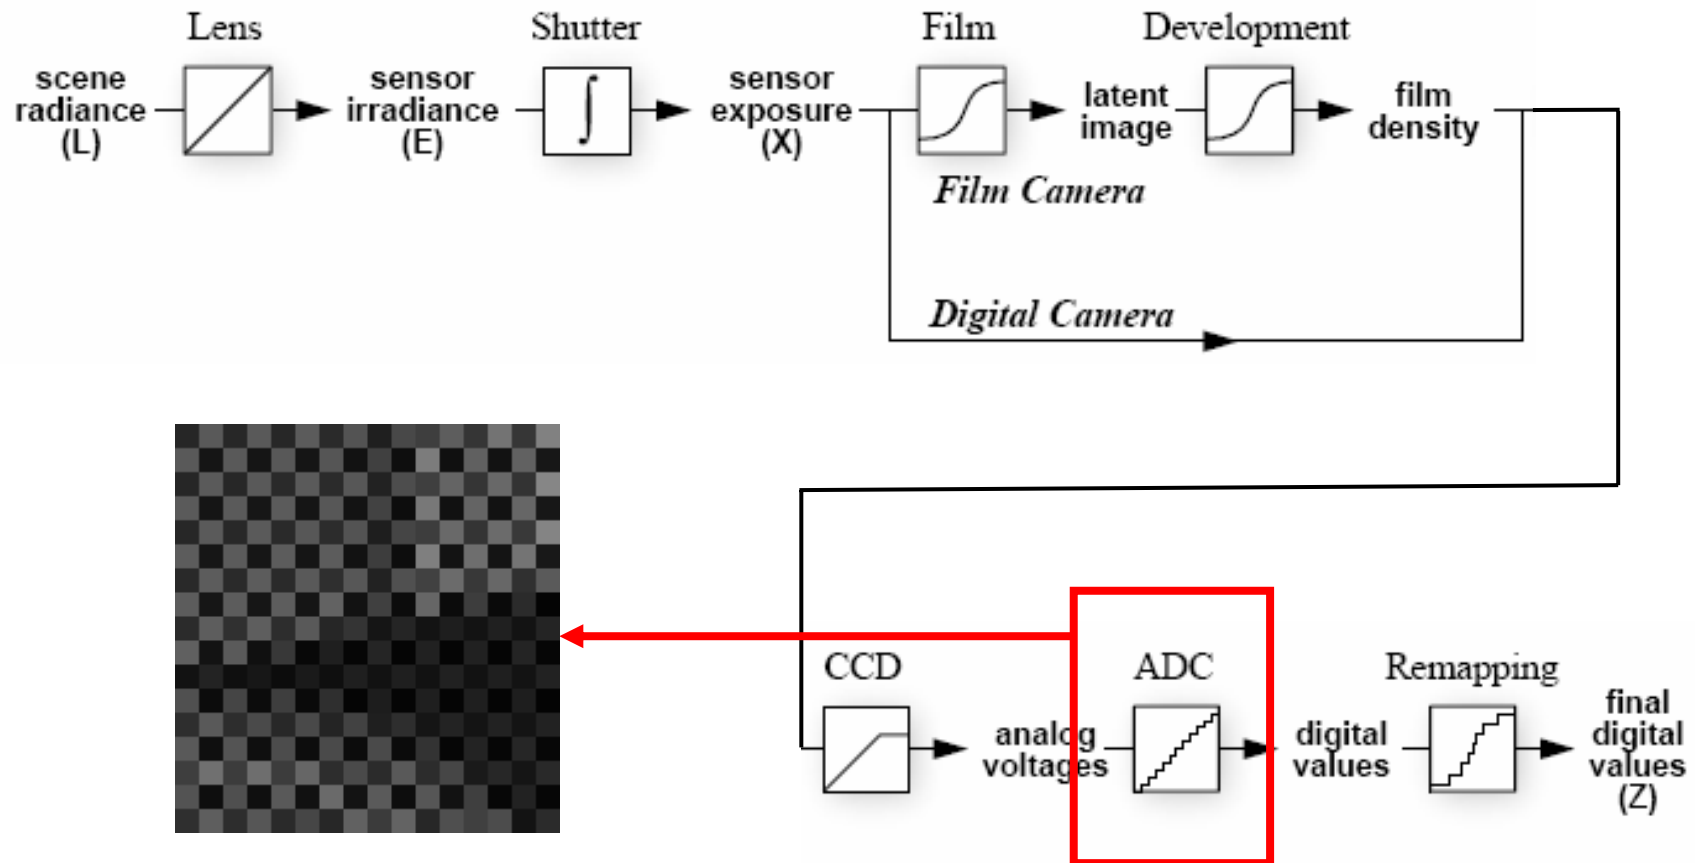 Lens
Shutter
Film
Development
scene
radiance
(L)
sensor
irradiance
(E)
sensor
exposure
(X)
latent
image
film
density
Film Camera
Digital Camera
CCD
ADC
Remapping
analog
voltages
digital
values
final
digital
values
(Z)